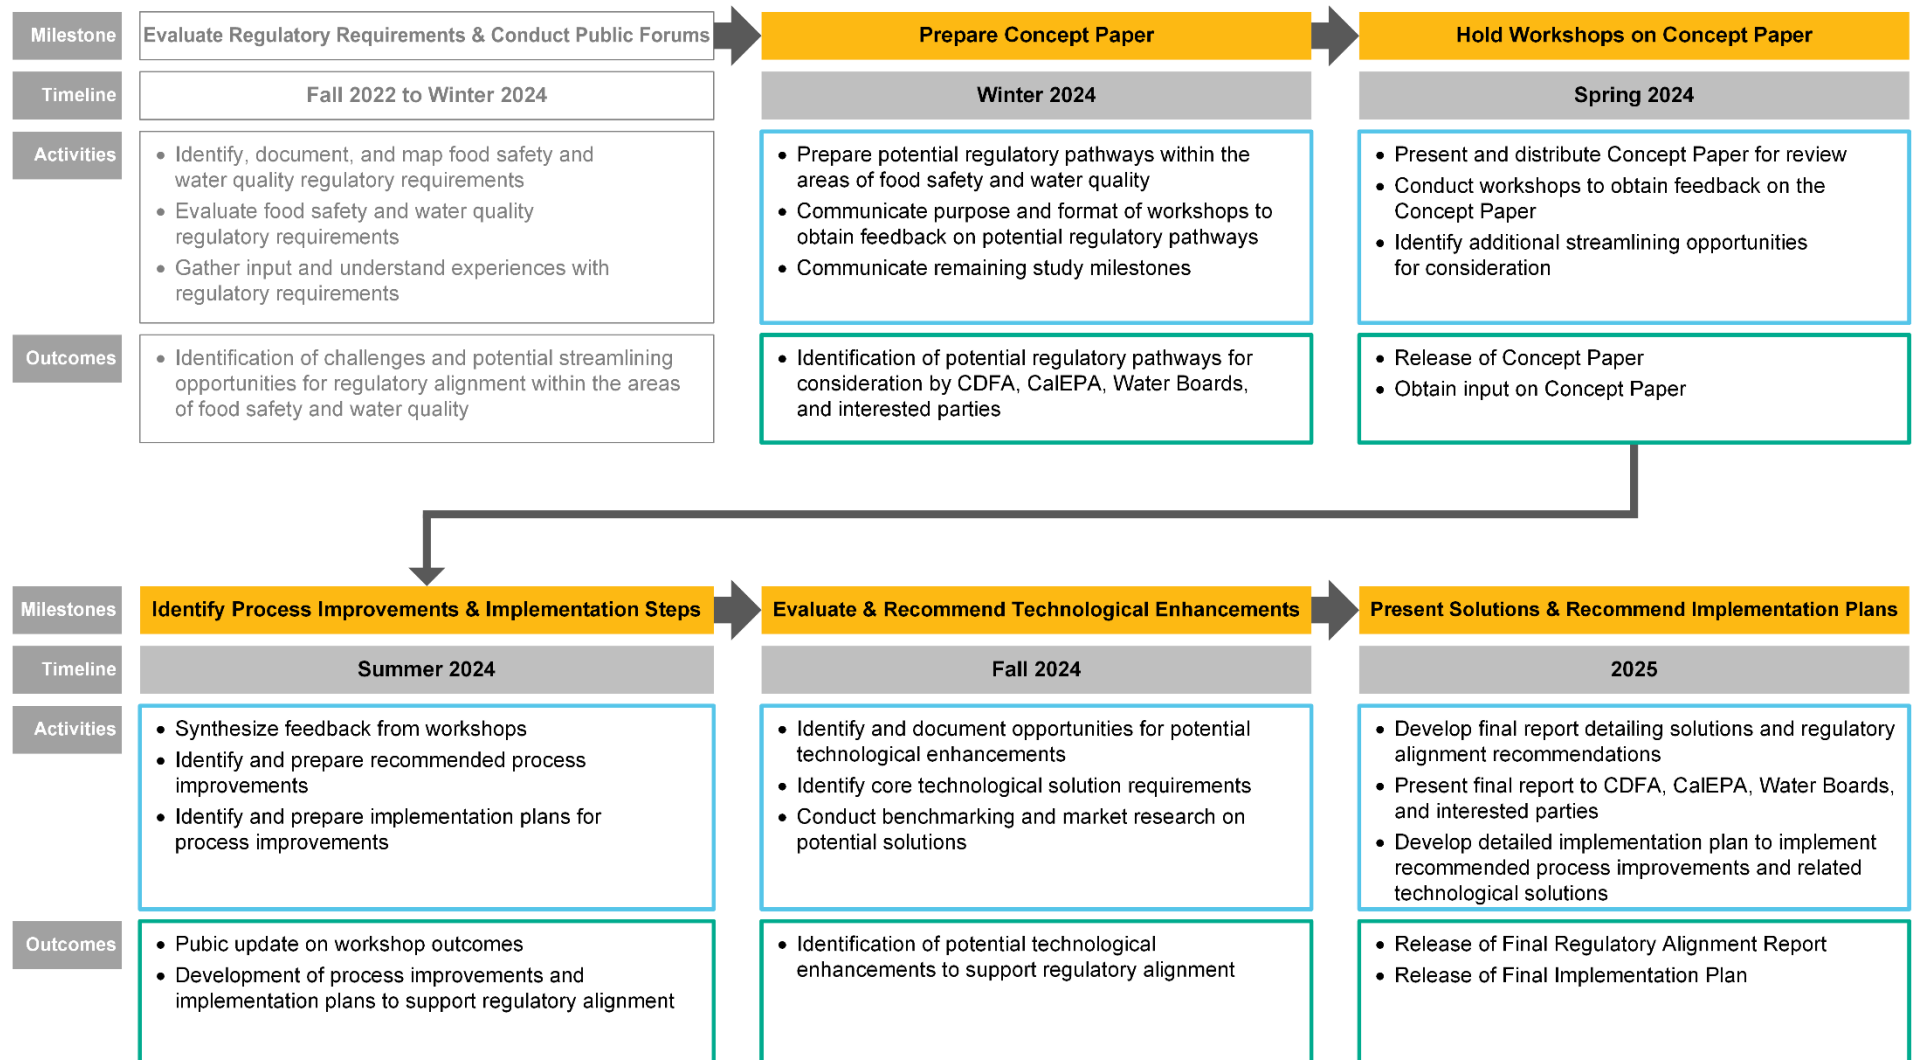 Milestone
Evaluate Regulatory Requirements & Conduct Public Forums
Prepare Concept Paper
Hold Workshops on Concept Paper
Timeline
Fall 2022 to Winter 2024
Winter 2024
Spring 2024
Activities
• Identify, document, and map food safety and
water quality regulatory requirements
• Evaluate food safety and water quality
regulatory requirements
• Gather input and understand experiences with
regulatory requirements
• Prepare potential regulatory pathways within the
areas of food safety and water quality
• Communicate purpose and format of workshops to
obtain feedback on potential regulatory pathways
• Communicate remaining study milestones
• Present and distribute Concept Paper for review
• Conduct workshops to obtain feedback on the
Concept Paper
• Identify additional streamlining opportunities
for consideration
Outcomes
• Identification of challenges and potential streamlining
opportunities for regulatory alignment within the areas
of food safety and water quality
• Identification of potential regulatory pathways for
consideration by CDFA, CalEPA, Water Boards,
and interested parties
• Release of Concept Paper
• Obtain input on Concept Paper
Milestones
Identify Process Improvements & Implementation Steps
Evaluate & Recommend Technological Enhancements
Present Solutions & Recommend Implementation Plans
Timeline
Summer 2024
Fall 2024
2025
Activities
• Synthesize feedback from workshops
• Identify and prepare recommended process
improvements
• Identify and prepare implementation plans for
process improvements
• Identify and document opportunities for potential
technological enhancements
• Identify core technological solution requirements
• Conduct benchmarking and market research on
potential solutions
• Develop final report detailing solutions and regulatory
alignment recommendations
• Present final report to CDFA, CalEPA, Water Boards,
and interested parties
• Develop detailed implementation plan to implement
recommended process improvements and related
technological solutions
Outcomes
• Pubic update on workshop outcomes
• Development of process improvements and
implementation plans to support regulatory alignment
• Identification of potential technological
enhancements to support regulatory alignment
• Release of Final Regulatory Alignment Report
• Release of Final Implementation Plan